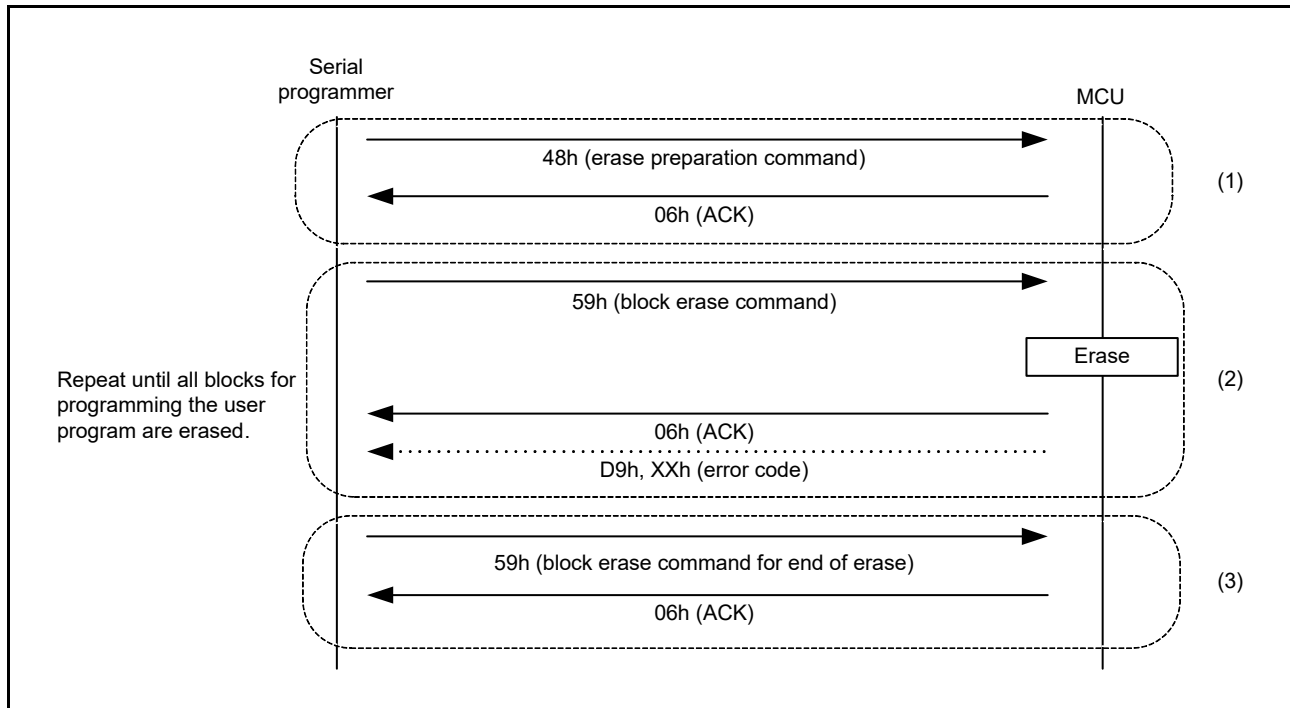 Serial
programmer
MCU
48h (erase preparation command)
06h (ACK)
(1)
59h (block erase command)
Erase
Repeat until all blocks for
programming the user
program are erased.
(2)
06h (ACK)
D9h, XXh (error code)
59h (block erase command for end of erase)
(3)
06h (ACK)